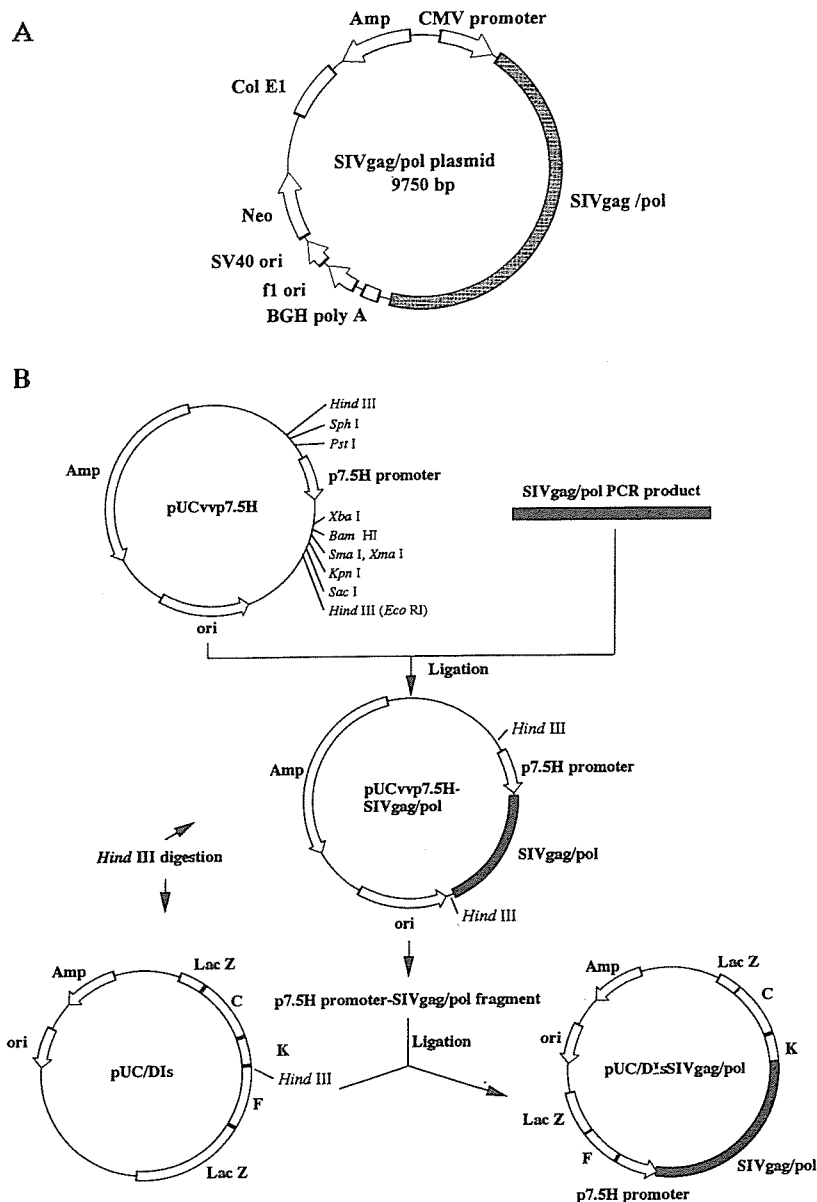 A
Amp
CMV promoter
Col E1
SIVgag/pol plasmid
9750 bp
SIVgag /pol
Neo
SV40 ori
f1 ori
BGH poly A
B
Hind III
Sph I
Pst I
Amp
p7.5H promoter
pUCvvp7.5H
SIVgag/pol PCR product
Xba I
Bam HI
Sma I, Xma I
Kpn I
Sac I
Hind III (Eco RI)
ori
Ligation
Hind III
Amp
p7.5H promoter
pUCvvp7.5H-
SIVgag/pol
Hind III digestion
SIVgag/pol
Hind III
ori
Amp
Lac Z
C
p7.5H promoter-SIVgag/pol fragment
ori
K
Ligation
pUC/DIs
Hind III
F
Lac Z
Amp
Lac Z
C
ori
K
pUC/DIsSIVgag/pol
Lac Z
F
SIVgag/pol
p7.5H promoter